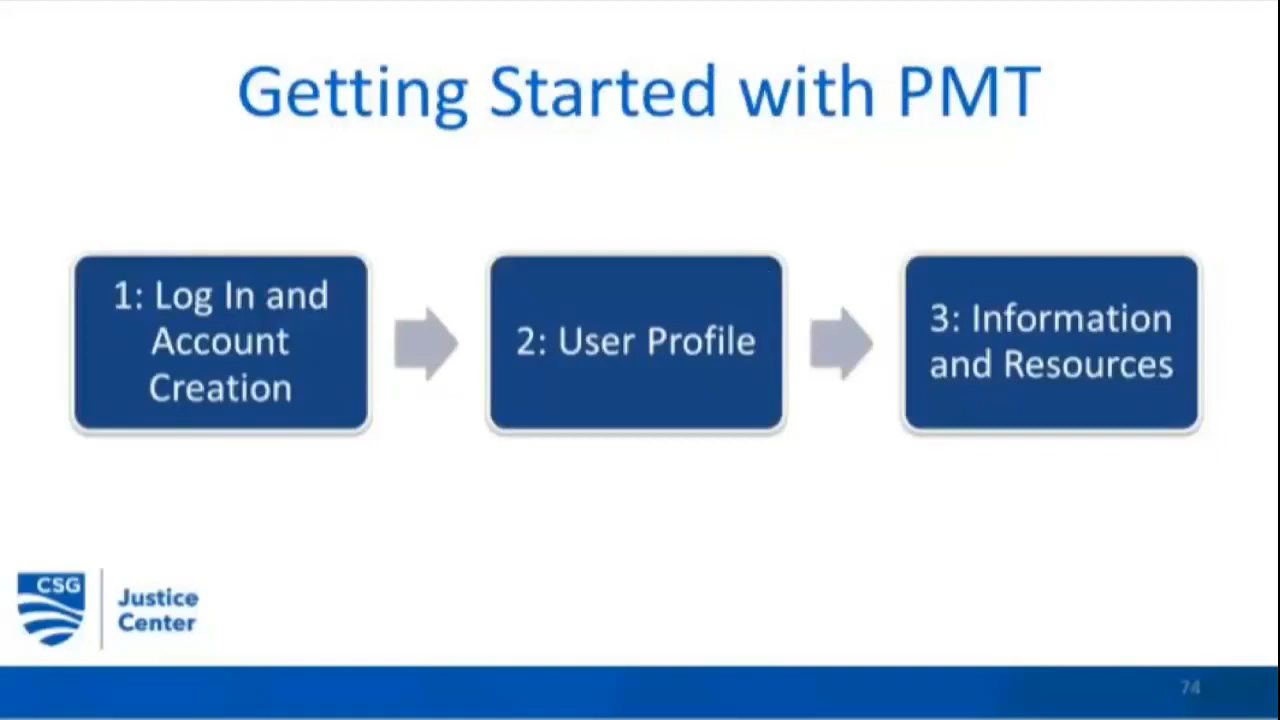 Getting Started with PMT
1: Log In and
Account
Creation
2: User Profile
3: Information
and Resources
CSG
Justice
Center
74